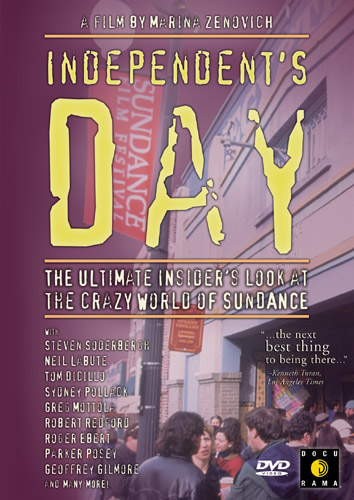 A FILM BY MARINA ZENOVICH
INDEPENDENT'S
DAY
SUNDANCE
FILM FESTIVAL
THE ULTIMATE INSIDER'S LOOK AT
THE CRAZY WORLD OF SUNDANCE
WITH
STEVEN SODERBERGH
NEIL LABUTE
TOM DICILLO
SYDNEY POLLACK
GREG MOTTOLA
ROBERT REDFORD
ROGER EBERT
PARKER POSEY
GEOFFREY GILMORE
AND MANY MORE!
"...the next
best thing
to being there..."
—Kenneth Turan,
Los Angeles Times
DVD
VIDEO
DOCU
RAMA